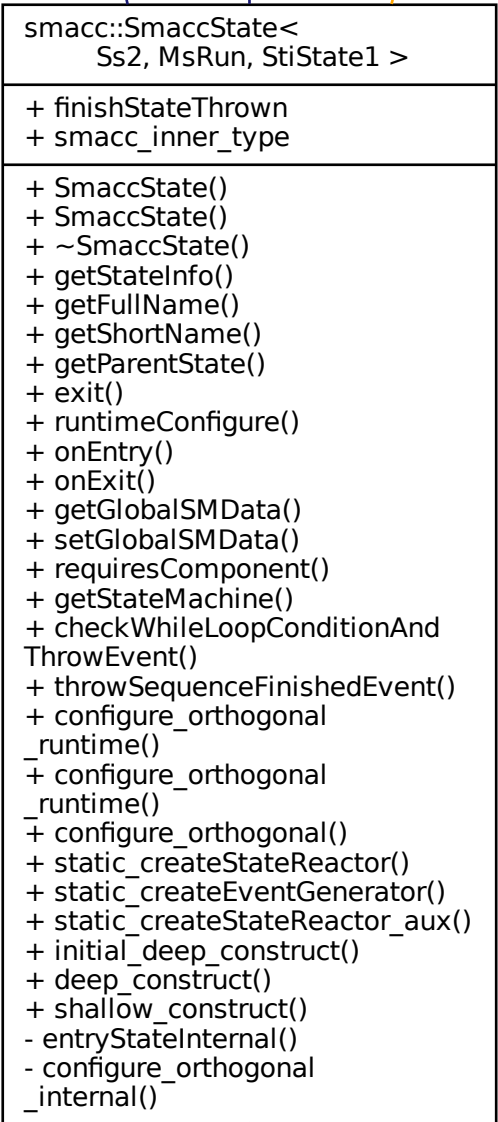 smacc::SmaccState<
Ss2, MsRun, StiState1 >
+ finishStateThrown
+ smacc_inner_type
+ SmaccState()
+ SmaccState()
+ ~SmaccState()
+ getStateInfo()
+ getFullName()
+ getShortName()
+ getParentState()
+ exit()
+ runtimeConfigure()
+ onEntry()
+ onExit()
+ getGlobalSMData()
+ setGlobalSMData()
+ requiresComponent()
+ getStateMachine()
+ checkWhileLoopConditionAnd
ThrowEvent()
+ throwSequenceFinishedEvent()
+ configure_orthogonal
_runtime()
+ configure_orthogonal
_runtime()
+ configure_orthogonal()
+ static_createStateReactor()
+ static_createEventGenerator()
+ static_createStateReactor_aux()
+ initial_deep_construct()
+ deep_construct()
+ shallow_construct()
- entryStateInternal()
- configure_orthogonal
_internal()